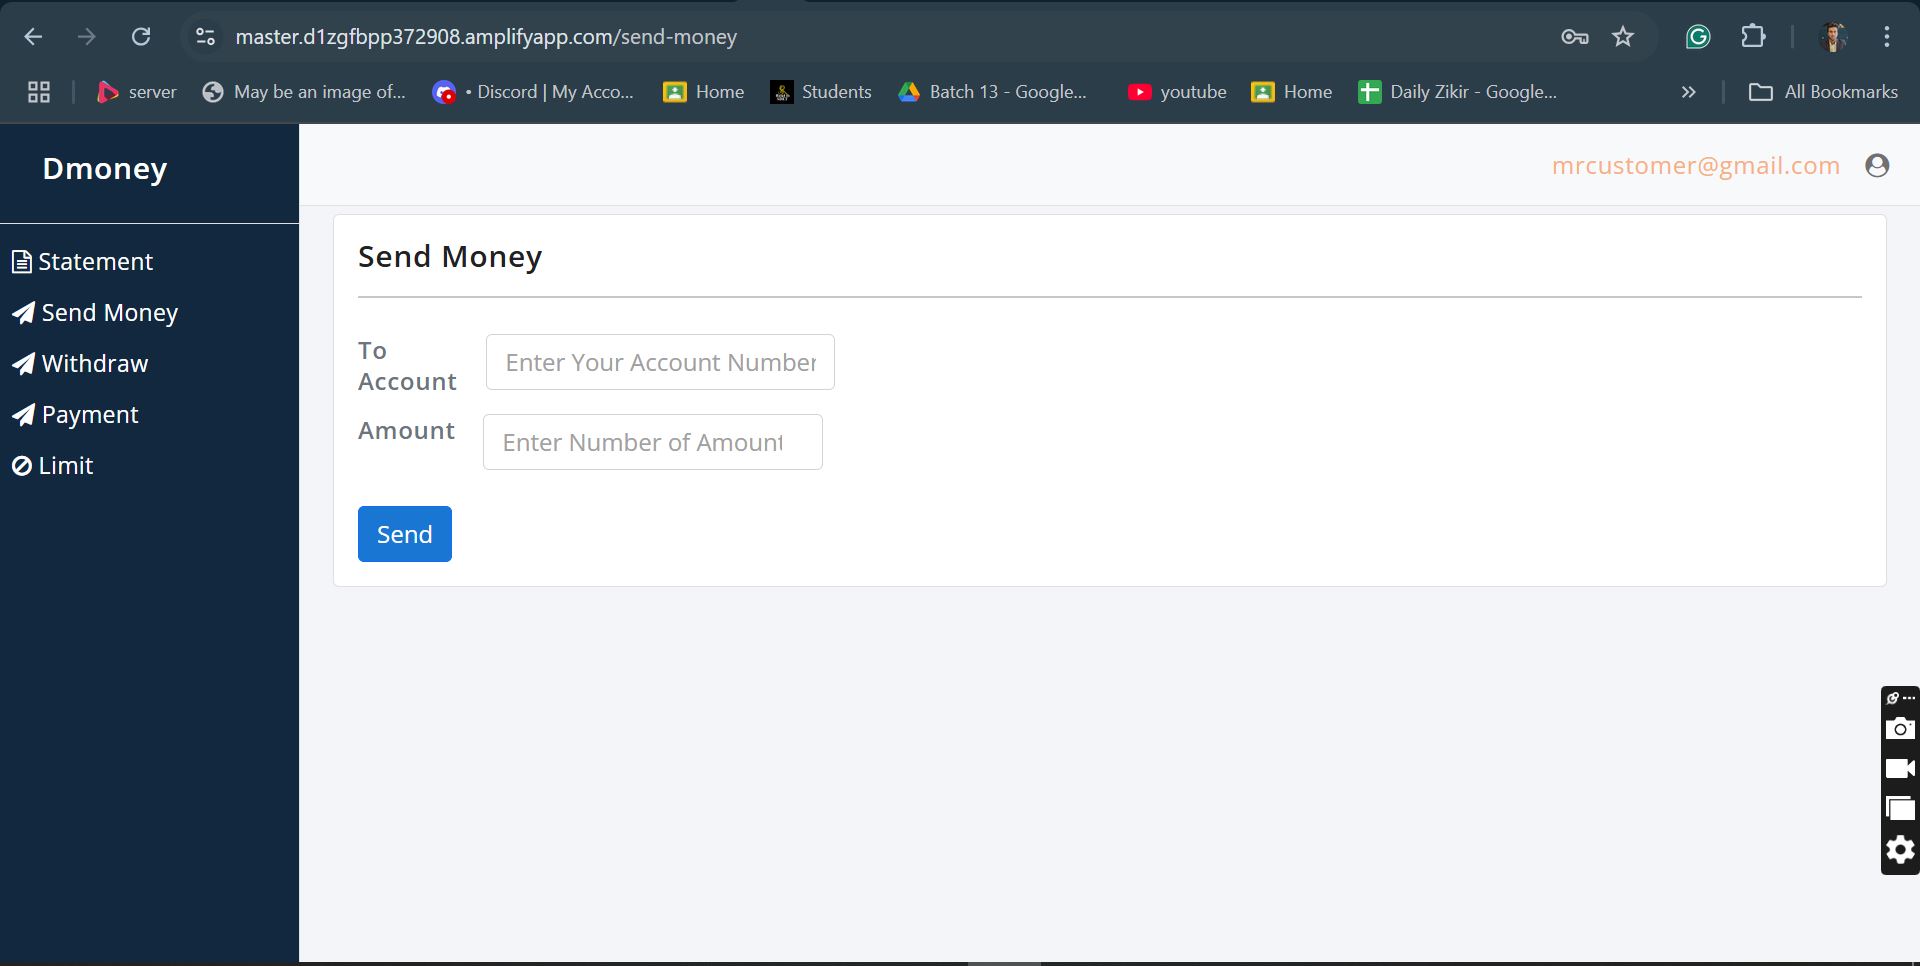 master.d1zgfbpp372908.amplifyapp.com/send-money
server
May be an image of...
• Discord | My Acco...
Home
Students
Batch 13 - Google...
youtube
Home
Daily Zikir - Google...
»
All Bookmarks
Dmoney
mrcustomer@gmail.com
Statement
Send Money
Withdraw
Payment
Limit
Send Money
To
Account
Enter Your Account Number
Amount
Enter Number of Amount
Send